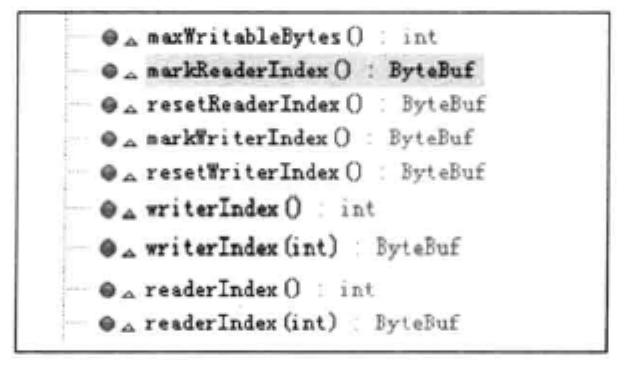 maxWritableBytes() : int
markReaderIndex() : ByteBuf
resetReaderIndex() : ByteBuf
markWriterIndex() : ByteBuf
resetWriterIndex() : ByteBuf
writerIndex() : int
writerIndex(int) : ByteBuf
readerIndex() : int
readerIndex(int) : ByteBuf